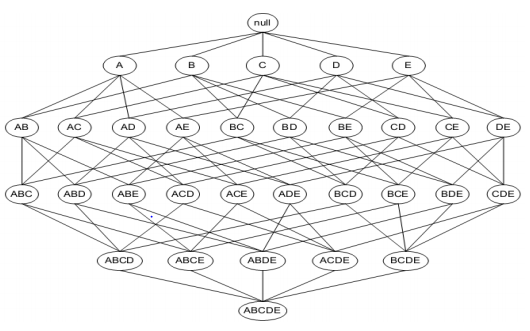 null
A B C D E
AB AC AD AE BC BD BE CD CE DE
ABC ABD ABE ACD ACE ADE BCD BCE BDE CDE
ABCD ABCE ABDE ACDE BCDE
ABCDE